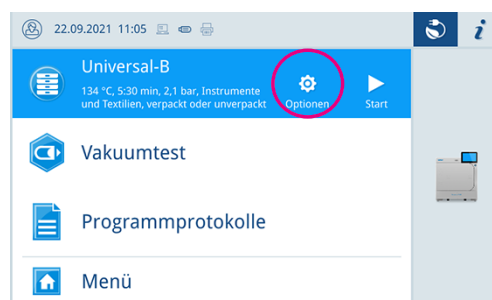 22.09.2021 11:05
Universal-B
134 °C, 5:30 min, 2,1 bar, Instrumente
und Textilien, verpackt oder unverpackt
Optionen
Start
Vakuumtest
Programmprotokolle
Menü
i